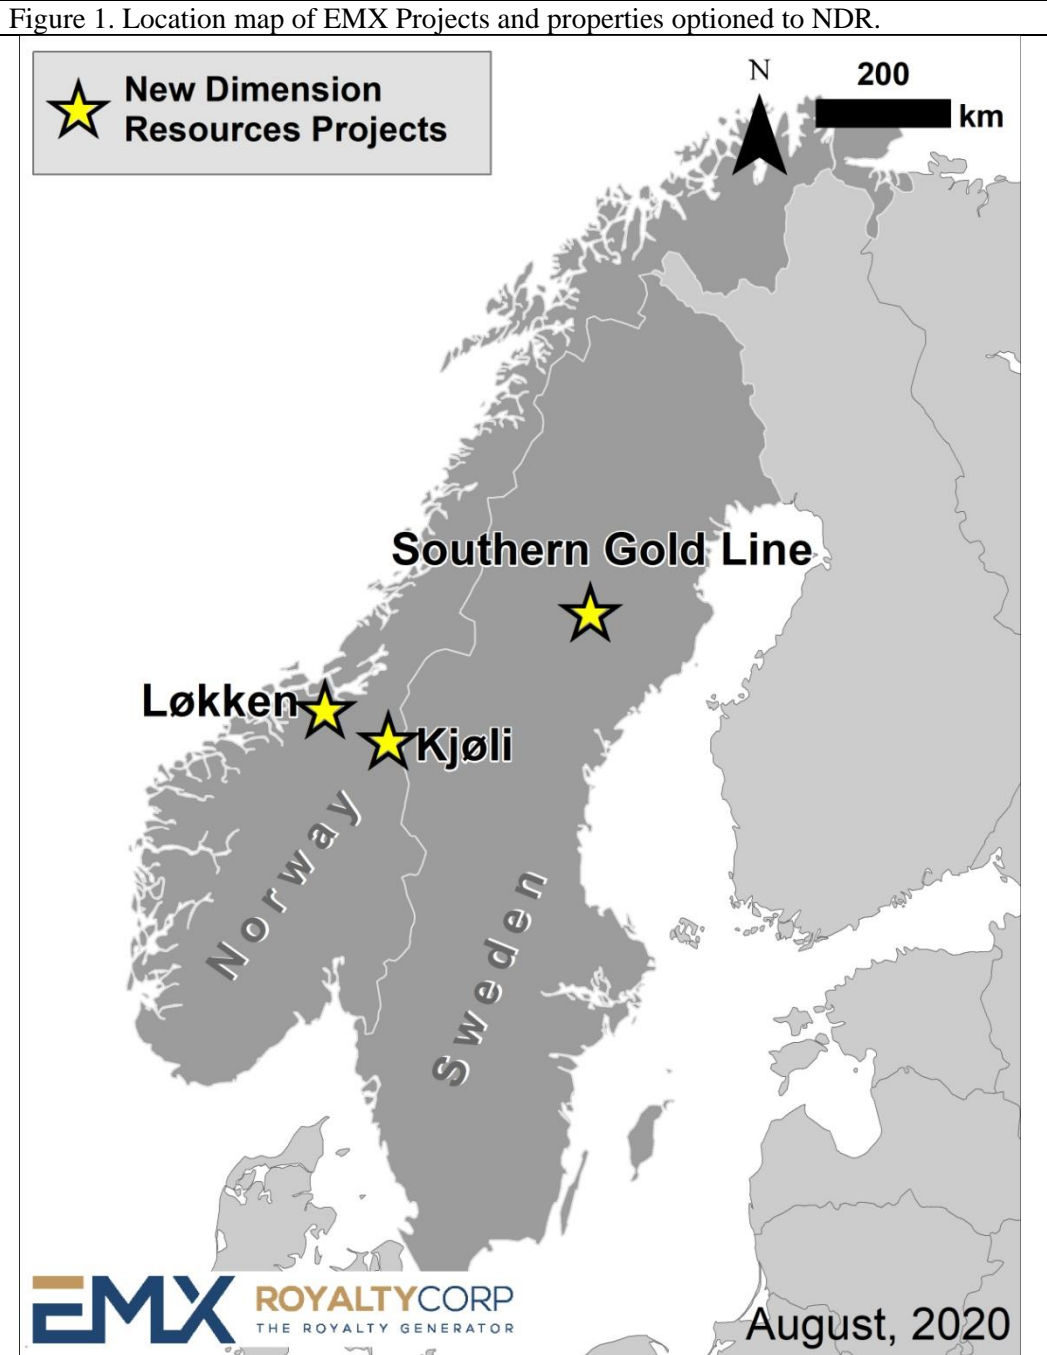 Figure 1. Location map of EMX Projects and properties optioned to NDR.
New Dimension
Resources Projects
N
200
km
Southern Gold Line
Løkken
Kjøli
Norway
Sweden
EMX ROYALTYCORP
THE ROYALTY GENERATOR
August, 2020